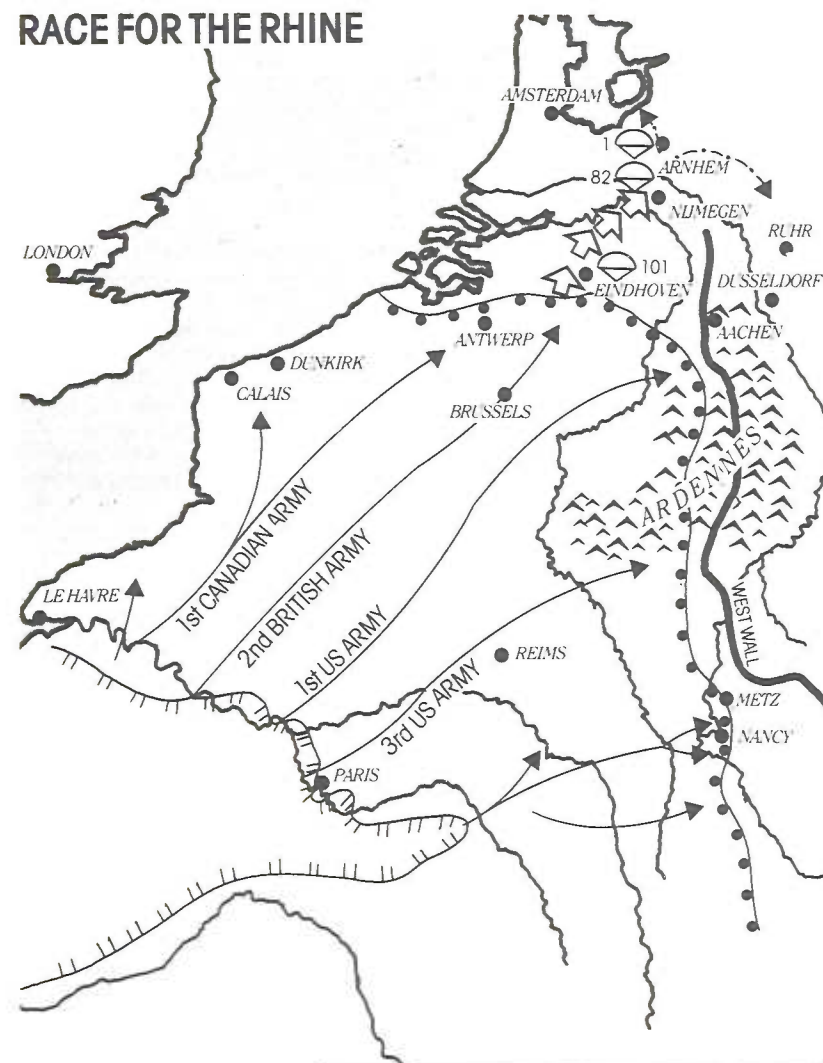 RACE FOR THE RHINE
AMSTERDAM
1
ARNHEM
82
NIJMEGEN
RUHR
LONDON
101
EINDHOVEN
DUSSELDORF
ANTWERP
AACHEN
DUNKIRK
CALAIS
BRUSSELS
ARDENNES
1st CANADIAN ARMY
2nd BRITISH ARMY
1st US ARMY
3rd US ARMY
LE HAVRE
WEST WALL
REIMS
METZ
NANCY
PARIS